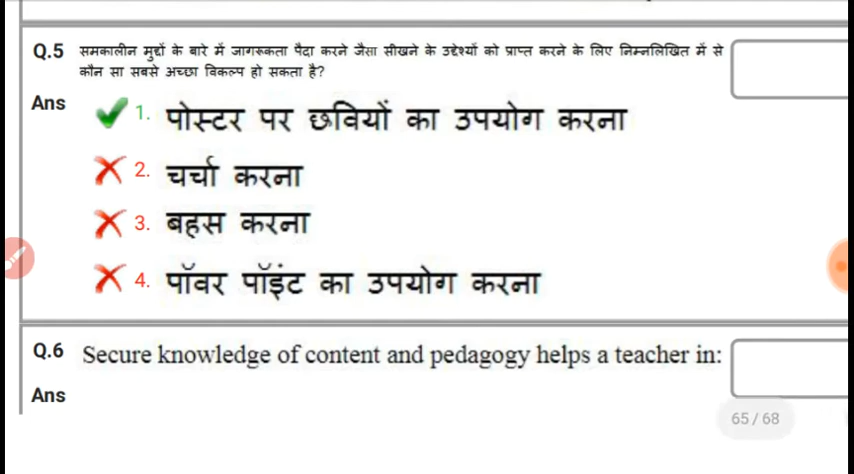 Q.5 समकालीन मुद्दों के बारे में जागरूकता पैदा करने जैसा सीखने के उद्देश्यों को प्राप्त करने के लिए निम्नलिखित में से
कौन सा सबसे अच्छा विकल्प हो सकता है?
Ans 1. पोस्टर पर छवियों का उपयोग करना
2. चर्चा करना
3. बहस करना
4. पॉवर पॉइंट का उपयोग करना
Q.6 Secure knowledge of content and pedagogy helps a teacher in:
Ans
65 / 68